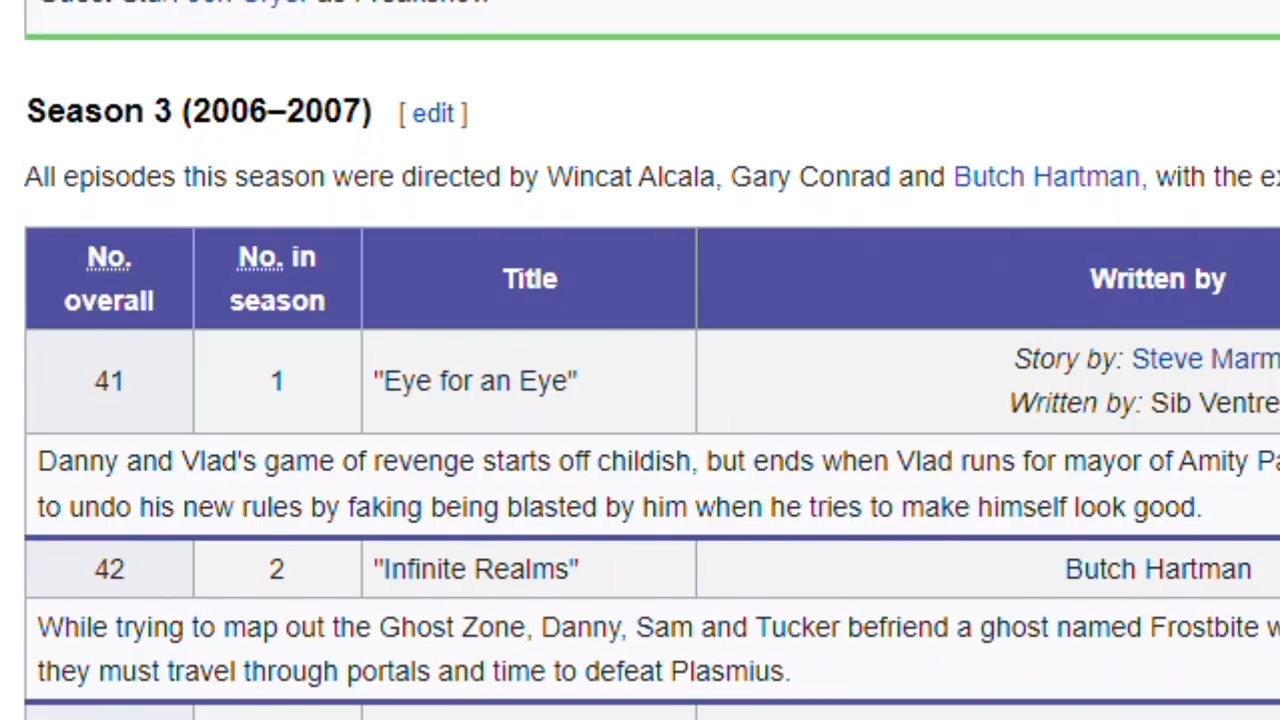 Season 3 (2006–2007) [ edit ]
All episodes this season were directed by Wincat Alcala, Gary Conrad and Butch Hartman, with the
No. overall
No. in season
Title
Written by
41
1
"Eye for an Eye"
Story by: Steve
Written by: Sib
Danny and Vlad's game of revenge starts off childish, but ends when Vlad runs for mayor of Amity
to undo his new rules by faking being blasted by him when he tries to make himself look good.
42
2
"Infinite Realms"
Butch Hartman
While trying to map out the Ghost Zone, Danny, Sam and Tucker befriend a ghost named Frostbite
they must travel through portals and time to defeat Plasmius.